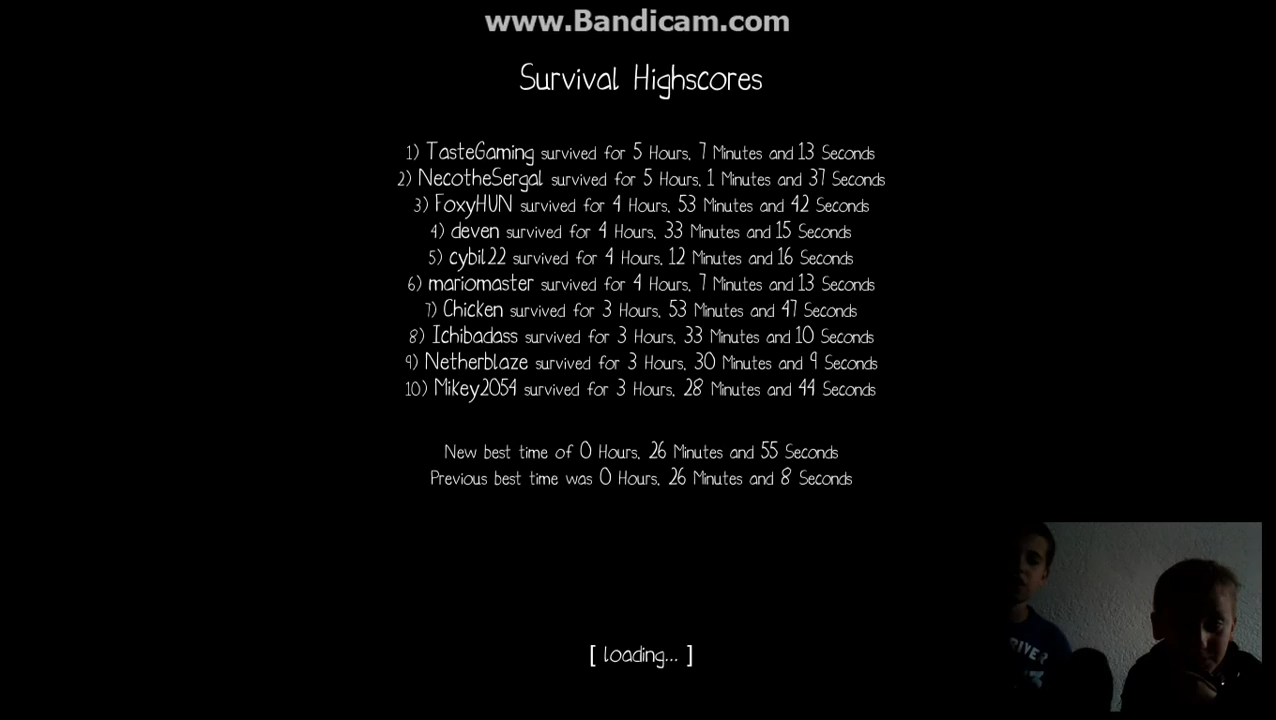 www.Bandicam.com
Survival Highscores
1) TasteGaming survived for 5 Hours, 7 Minutes and 13 Seconds
2) NecotheSergal survived for 5 Hours, 1 Minutes and 37 Seconds
3) FoxyHUN survived for 4 Hours, 53 Minutes and 42 Seconds
4) deven survived for 4 Hours, 33 Minutes and 15 Seconds
5) cybil22 survived for 4 Hours, 12 Minutes and 16 Seconds
6) mariomaster survived for 4 Hours, 7 Minutes and 13 Seconds
7) Chicken survived for 3 Hours, 53 Minutes and 47 Seconds
8) Ichibadass survived for 3 Hours, 33 Minutes and 10 Seconds
9) Netherblaze survived for 3 Hours, 30 Minutes and 9 Seconds
10) Mikey2054 survived for 3 Hours, 28 Minutes and 44 Seconds
New best time of 0 Hours, 26 Minutes and 55 Seconds
Previous best time was 0 Hours, 26 Minutes and 8 Seconds
[ loading... ]